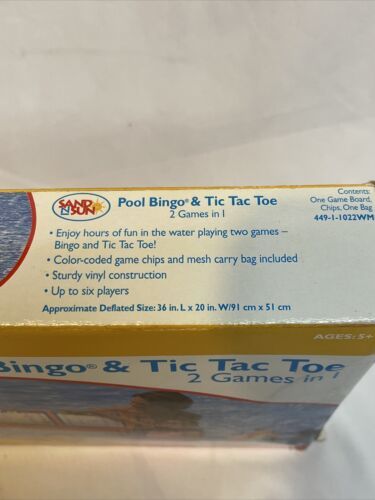 SAND
N SUN
Pool Bingo® & Tic Tac Toe
2 Games in 1
Contents:
One Game Board,
Chips, One Bag
449-1-1022WM
• Enjoy hours of fun in the water playing two games –
Bingo and Tic Tac Toe!
• Color-coded game chips and mesh carry bag included
• Sturdy vinyl construction
• Up to six players
Approximate Deflated Size: 36 in. L x 20 in. W/91 cm x 51 cm
AGES: 5+
Bingo® & Tic Tac Toe
2 Games in 1